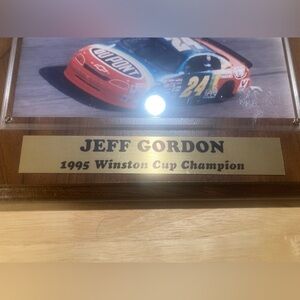 DUPONT
24
JEFF GORDON
1995 Winston Cup Champion